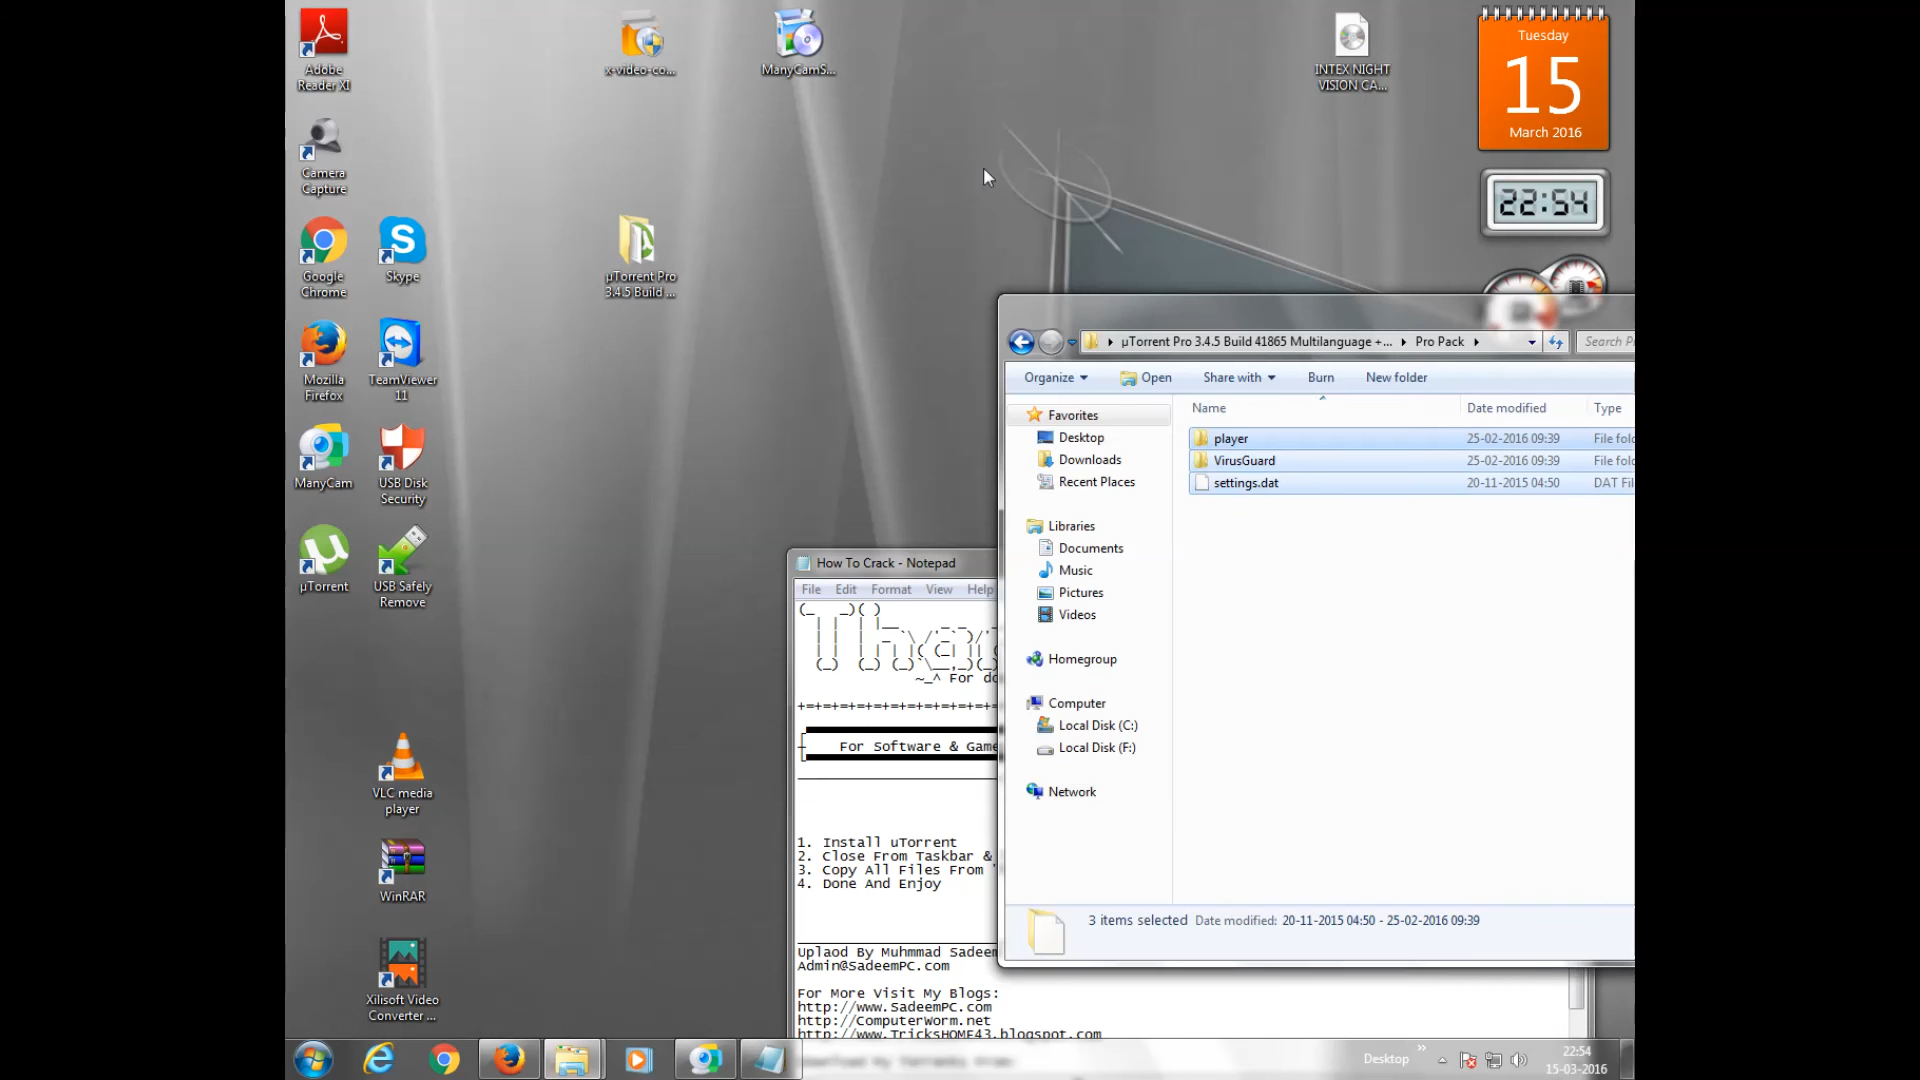 Adobe
Reader XI
x-video-co...
ManyCamS...
INTEX NIGHT
VISION CA...
Tuesday
15
March 2016
Camera
Capture
22:54
Google
Chrome
Skype
µTorrent Pro
3.4.5 Build ...
Mozilla
Firefox
TeamViewer
11
ManyCam
USB Disk
Security
µTorrent
USB Safely
Remove
VLC media
player
WinRAR
Xilisoft Video
Converter ...
µTorrent Pro 3.4.5 Build 41865 Multilanguage +...
Pro Pack
Search P
Organize
Open
Share with
Burn
New folder
Name
Date modified
Type
Favorites
Desktop
Downloads
Recent Places
Libraries
Documents
Music
Pictures
Videos
Homegroup
Computer
Local Disk (C:)
Local Disk (F:)
Network
player 25-02-2016 09:39 File fol
VirusGuard 25-02-2016 09:39 File fol
settings.dat 20-11-2015 04:50 DAT Fil
3 items selected Date modified: 20-11-2015 04:50 - 25-02-2016 09:39
How To Crack - Notepad
File Edit Format View Help
~_^ For do
+=+=+=+=+=+=+=+=+=+=+=+=
For Software & Game
1. Install uTorrent
2. Close From Taskbar &
3. Copy All Files From
4. Done And Enjoy
Uplaod By Muhmmad Sadeem
Admin@SadeemPC.com
For More Visit My Blogs:
http://www.SadeemPC.com
http://ComputerWorm.net
http://www.TricksHOME43.blogspot.com
Desktop
22:54
15-03-2016